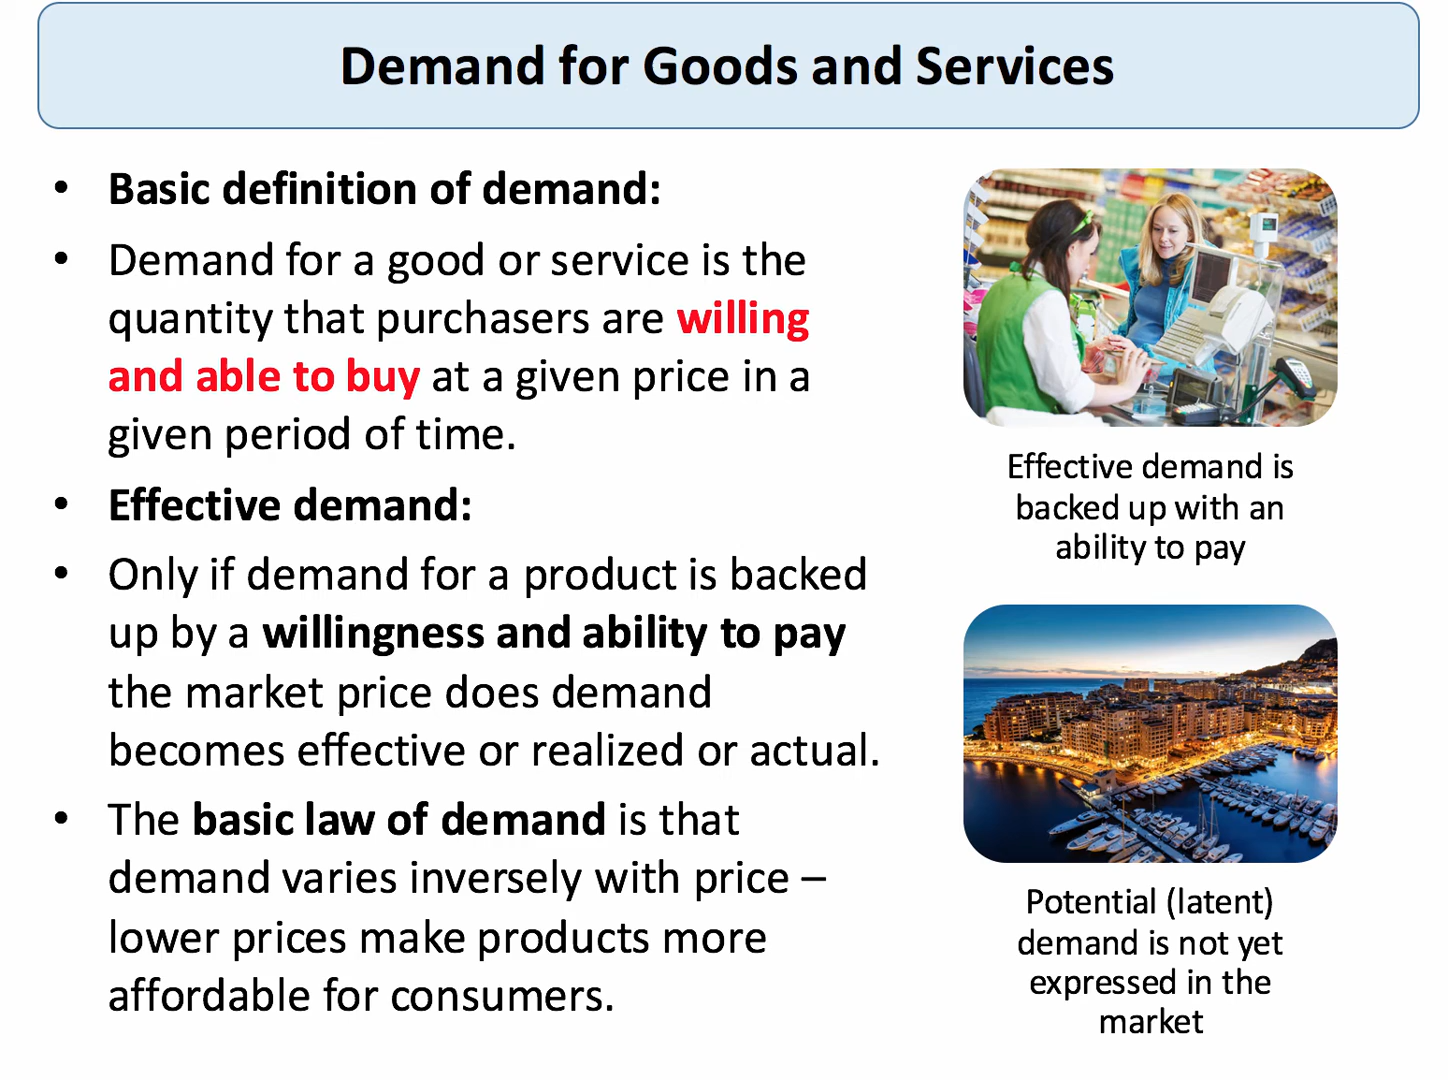 Demand for Goods and Services
• Basic definition of demand:
• Demand for a good or service is the
quantity that purchasers are willing
and able to buy at a given price in a
given period of time.
• Effective demand:
• Only if demand for a product is backed
up by a willingness and ability to pay
the market price does demand
becomes effective or realized or actual.
• The basic law of demand is that
demand varies inversely with price –
lower prices make products more
affordable for consumers.
Effective demand is
backed up with an
ability to pay
Potential (latent)
demand is not yet
expressed in the
market